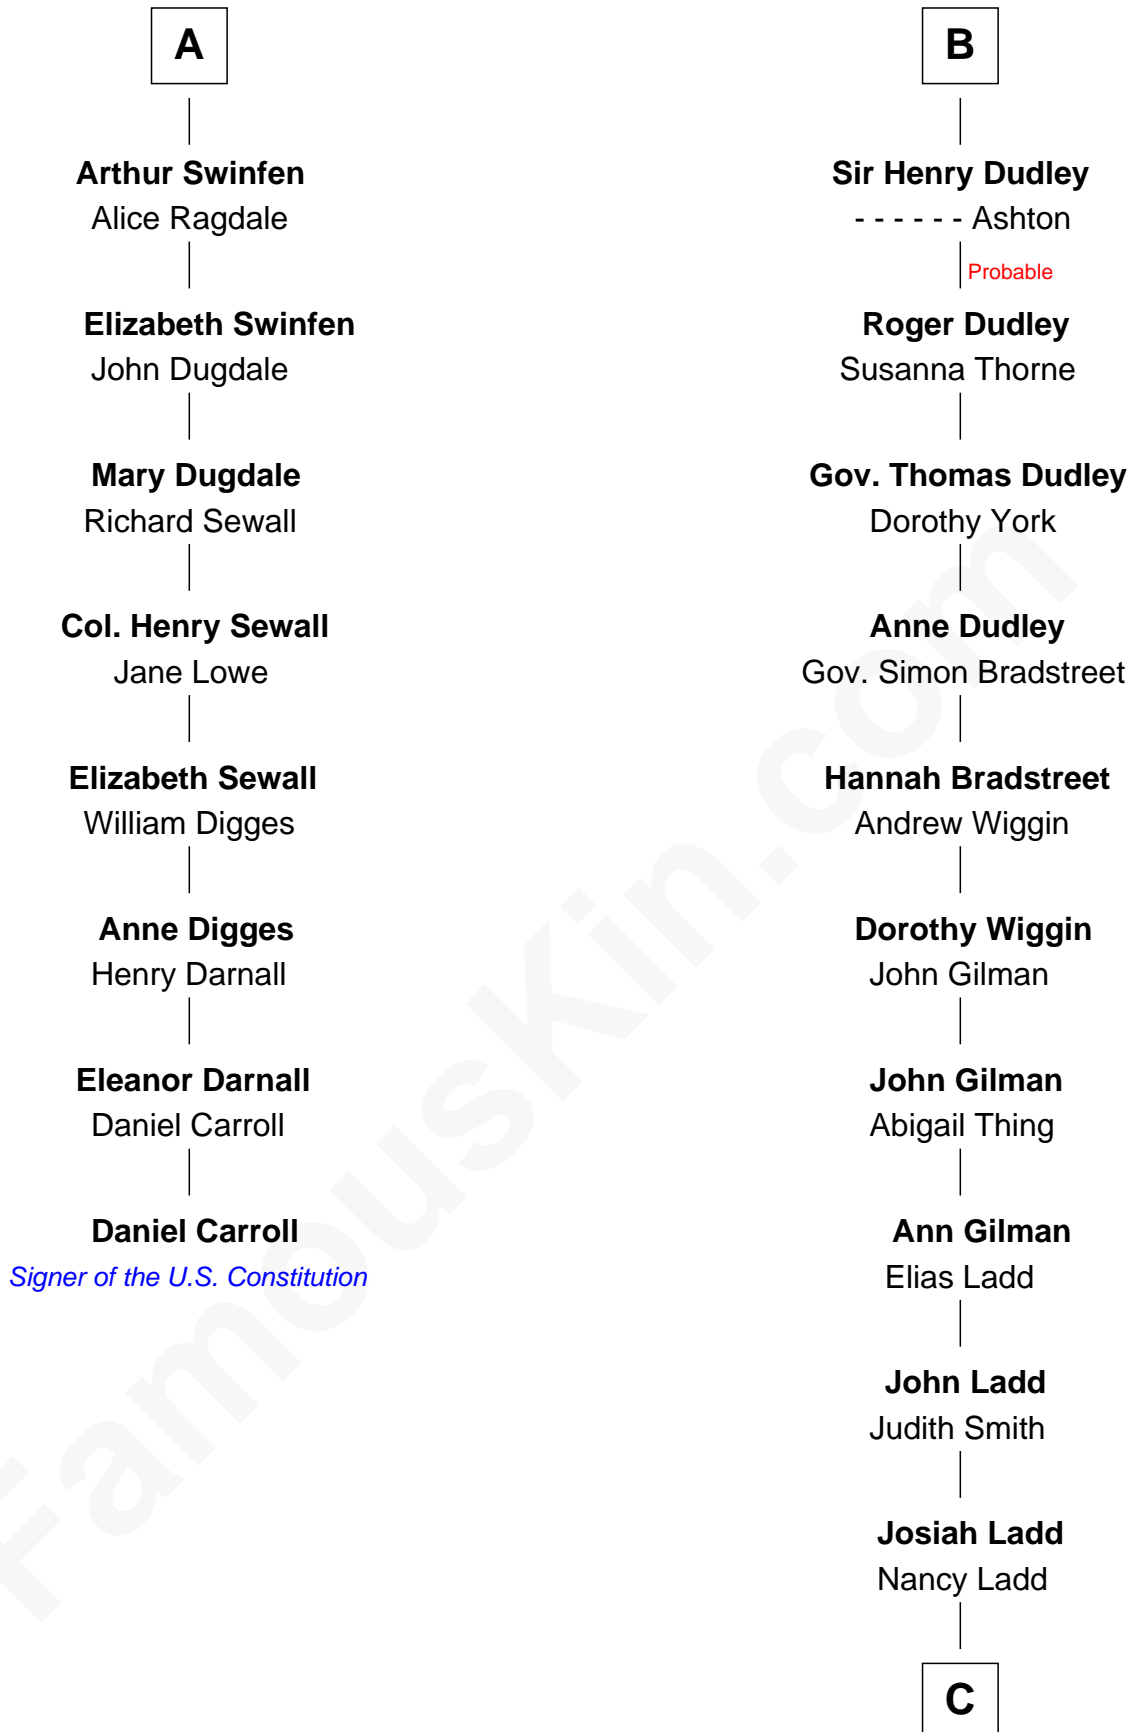 A
Arthur Swinfen
Alice Ragdale
Elizabeth Swinfen
John Dugdale
Mary Dugdale
Richard Sewall
Col. Henry Sewall
Jane Lowe
Elizabeth Sewall
William Digges
Anne Digges
Henry Darnall
Eleanor Darnall
Daniel Carroll
Daniel Carroll
Signer of the U.S. Constitution
B
Sir Henry Dudley
- - - - - - Ashton
Probable
Roger Dudley
Susanna Thorne
Gov. Thomas Dudley
Dorothy York
Anne Dudley
Gov. Simon Bradstreet
Hannah Bradstreet
Andrew Wiggin
Dorothy Wiggin
John Gilman
John Gilman
Abigail Thing
Ann Gilman
Elias Ladd
John Ladd
Judith Smith
Josiah Ladd
Nancy Ladd
C
FamousKin.com